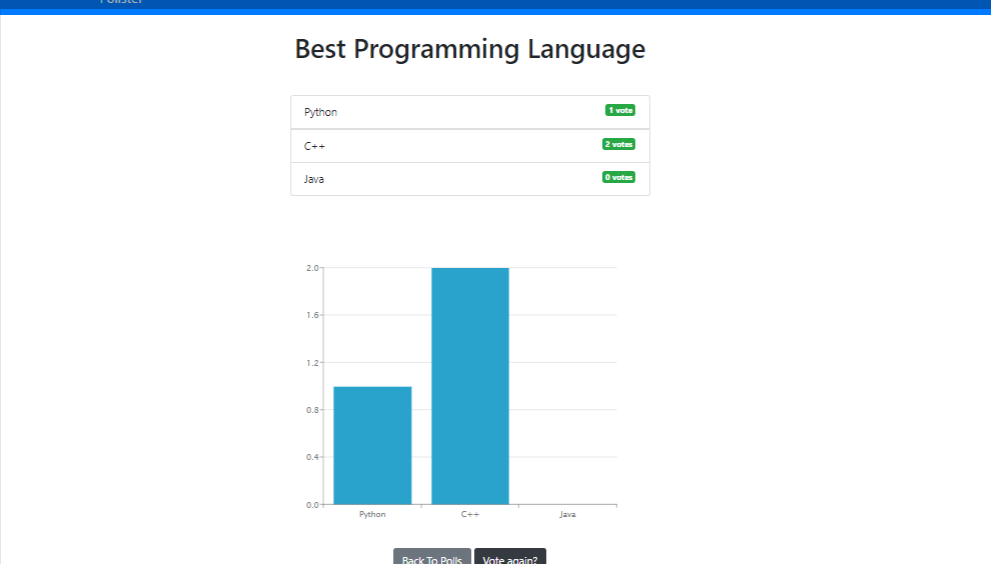 Pollster
Best Programming Language
Python 1 vote
C++ 2 votes
Java 0 votes
2.0
1.6
1.2
0.8
0.4
0.0
Python C++ Java
Back To Polls Vote again?